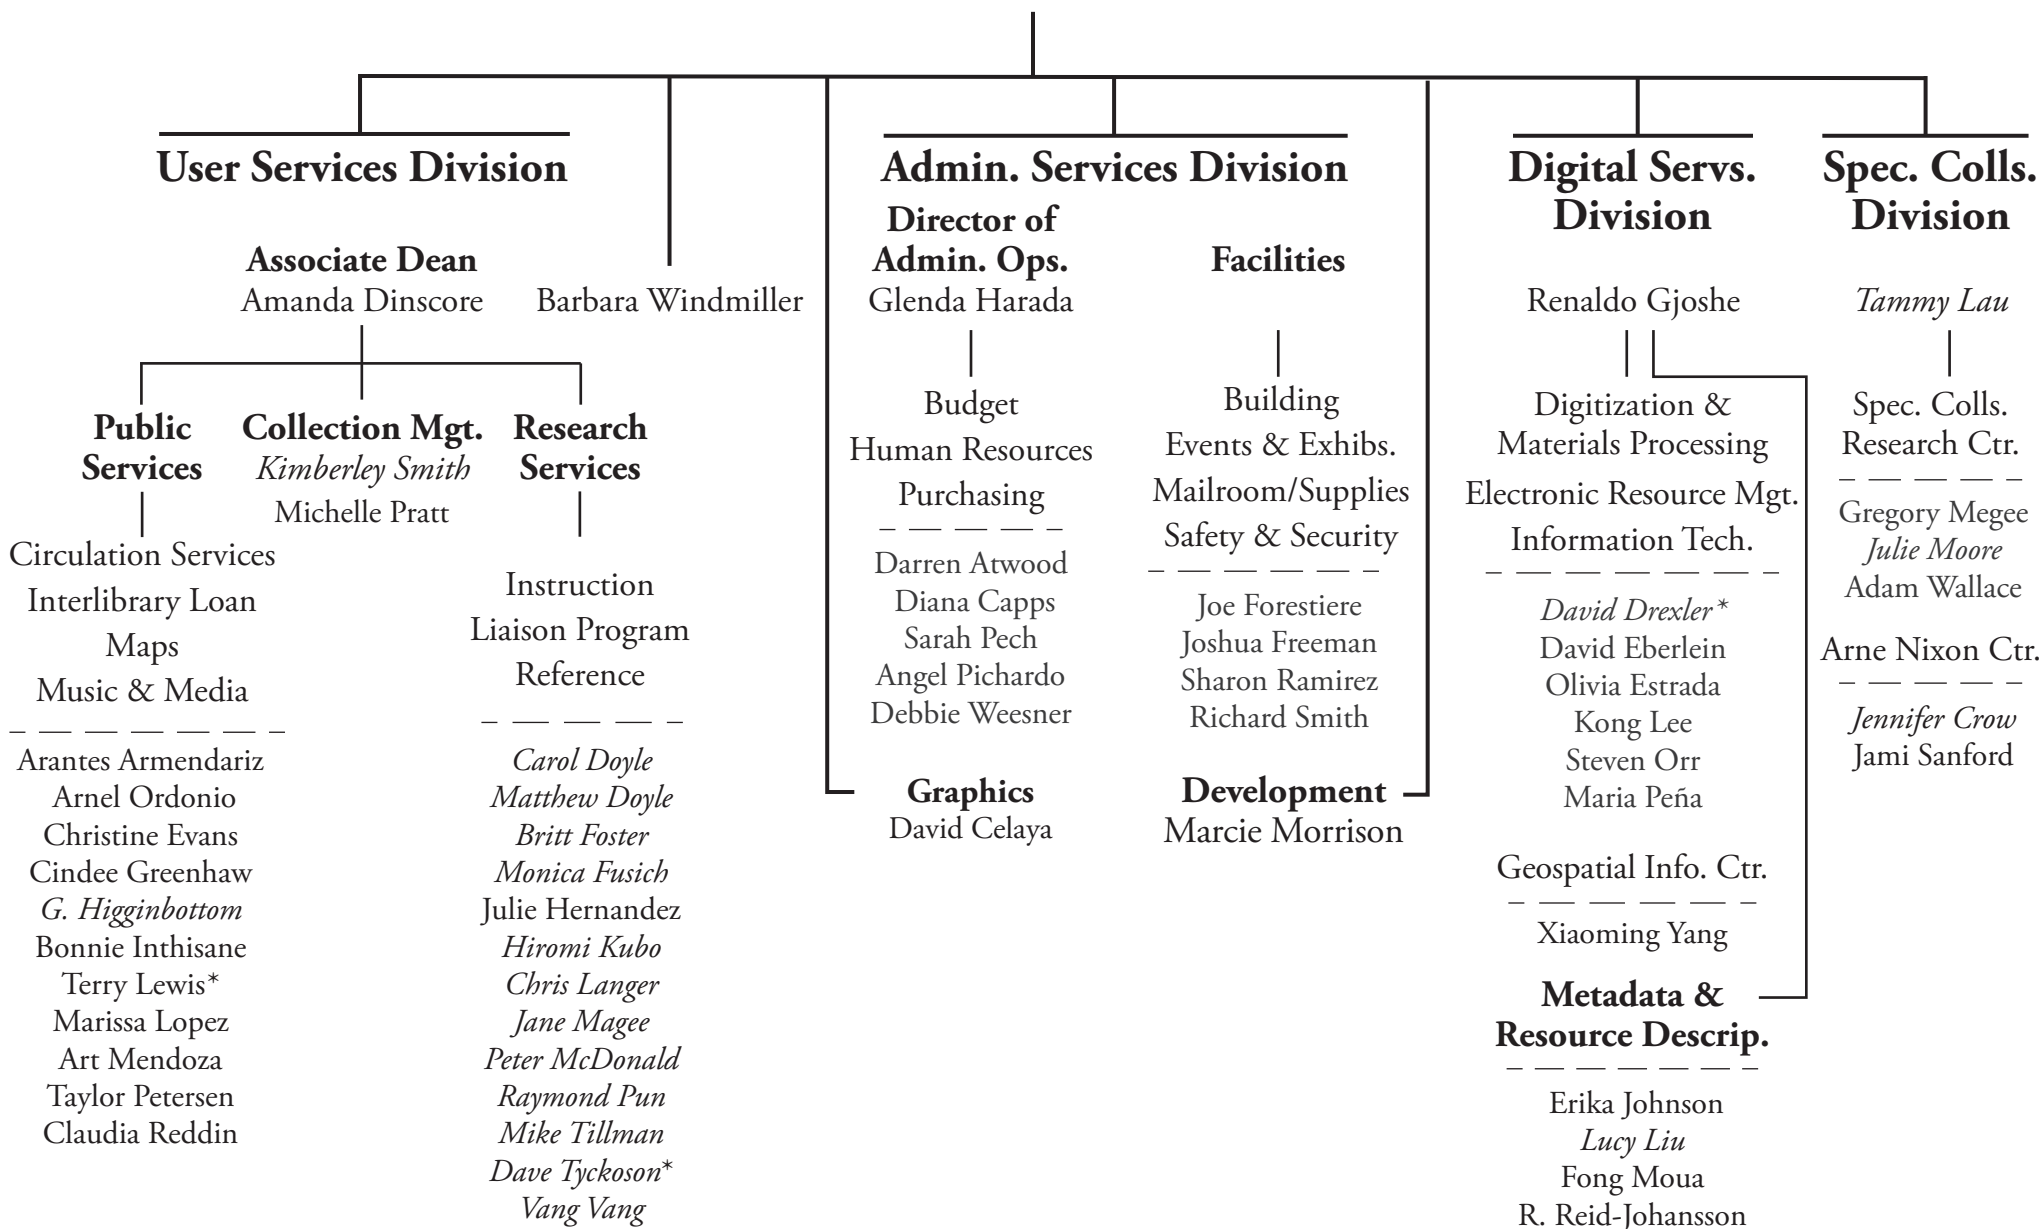 User Services Division
Associate Dean
Amanda Dinscore
Public
Services
Circulation Services
Interlibrary Loan
Maps
Music & Media
Arantes Armendariz
Arnel Ordonio
Christine Evans
Cindee Greenhaw
G. Higginbottom
Bonnie Inthisane
Terry Lewis*
Marissa Lopez
Art Mendoza
Taylor Petersen
Claudia Reddin
Collection Mgt.
Kimberley Smith
Michelle Pratt
Research
Services
Instruction
Liaison Program
Reference
Carol Doyle
Matthew Doyle
Britt Foster
Monica Fusich
Julie Hernandez
Hiromi Kubo
Chris Langer
Jane Magee
Peter McDonald
Raymond Pun
Mike Tillman
Dave Tyckoson*
Vang Vang
Barbara Windmiller
Admin. Services Division
Director of
Admin. Ops.
Glenda Harada
Budget
Human Resources
Purchasing
Darren Atwood
Diana Capps
Sarah Pech
Angel Pichardo
Debbie Weesner
Graphics
David Celaya
Facilities
Building
Events & Exhibs.
Mailroom/Supplies
Safety & Security
Joe Forestiere
Joshua Freeman
Sharon Ramirez
Richard Smith
Development
Marcie Morrison
Digital Servs.
Division
Renaldo Gjoshe
Digitization &
Materials Processing
Electronic Resource Mgt.
Information Tech.
David Drexler*
David Eberlein
Olivia Estrada
Kong Lee
Steven Orr
Maria Peña
Geospatial Info. Ctr.
Xiaoming Yang
Metadata &
Resource Descrip.
Erika Johnson
Lucy Liu
Fong Moua
R. Reid-Johansson
Spec. Colls.
Division
Tammy Lau
Spec. Colls.
Research Ctr.
Gregory Megee
Julie Moore
Adam Wallace
Arne Nixon Ctr.
Jennifer Crow
Jami Sanford